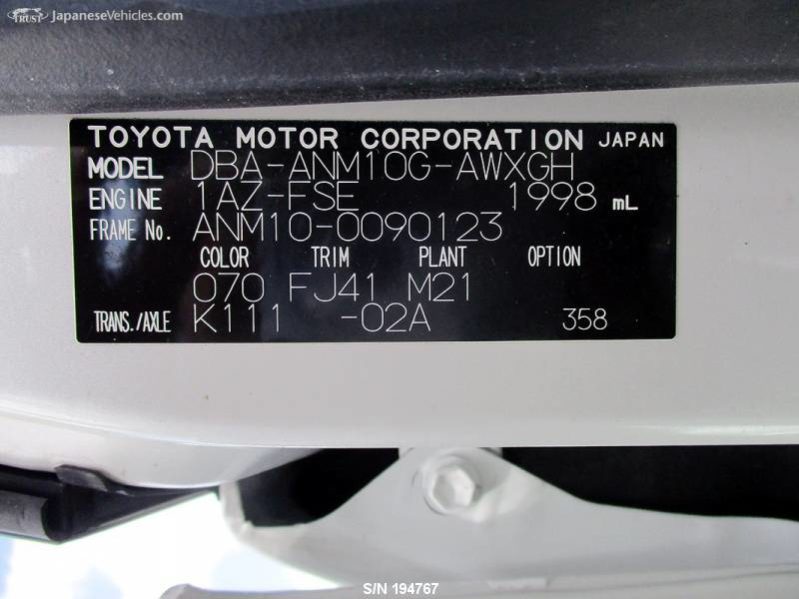 TRUST JapaneseVehicles.com
TOYOTA MOTOR CORPORATION JAPAN
MODEL DBA-ANM10G-AWXGH
ENGINE 1AZ-FSE 1998 mL
FRAME No. ANM10-0090123
COLOR TRIM PLANT OPTION
070 FJ41 M21
TRANS./AXLE K111 -02A 358
S/N 194767